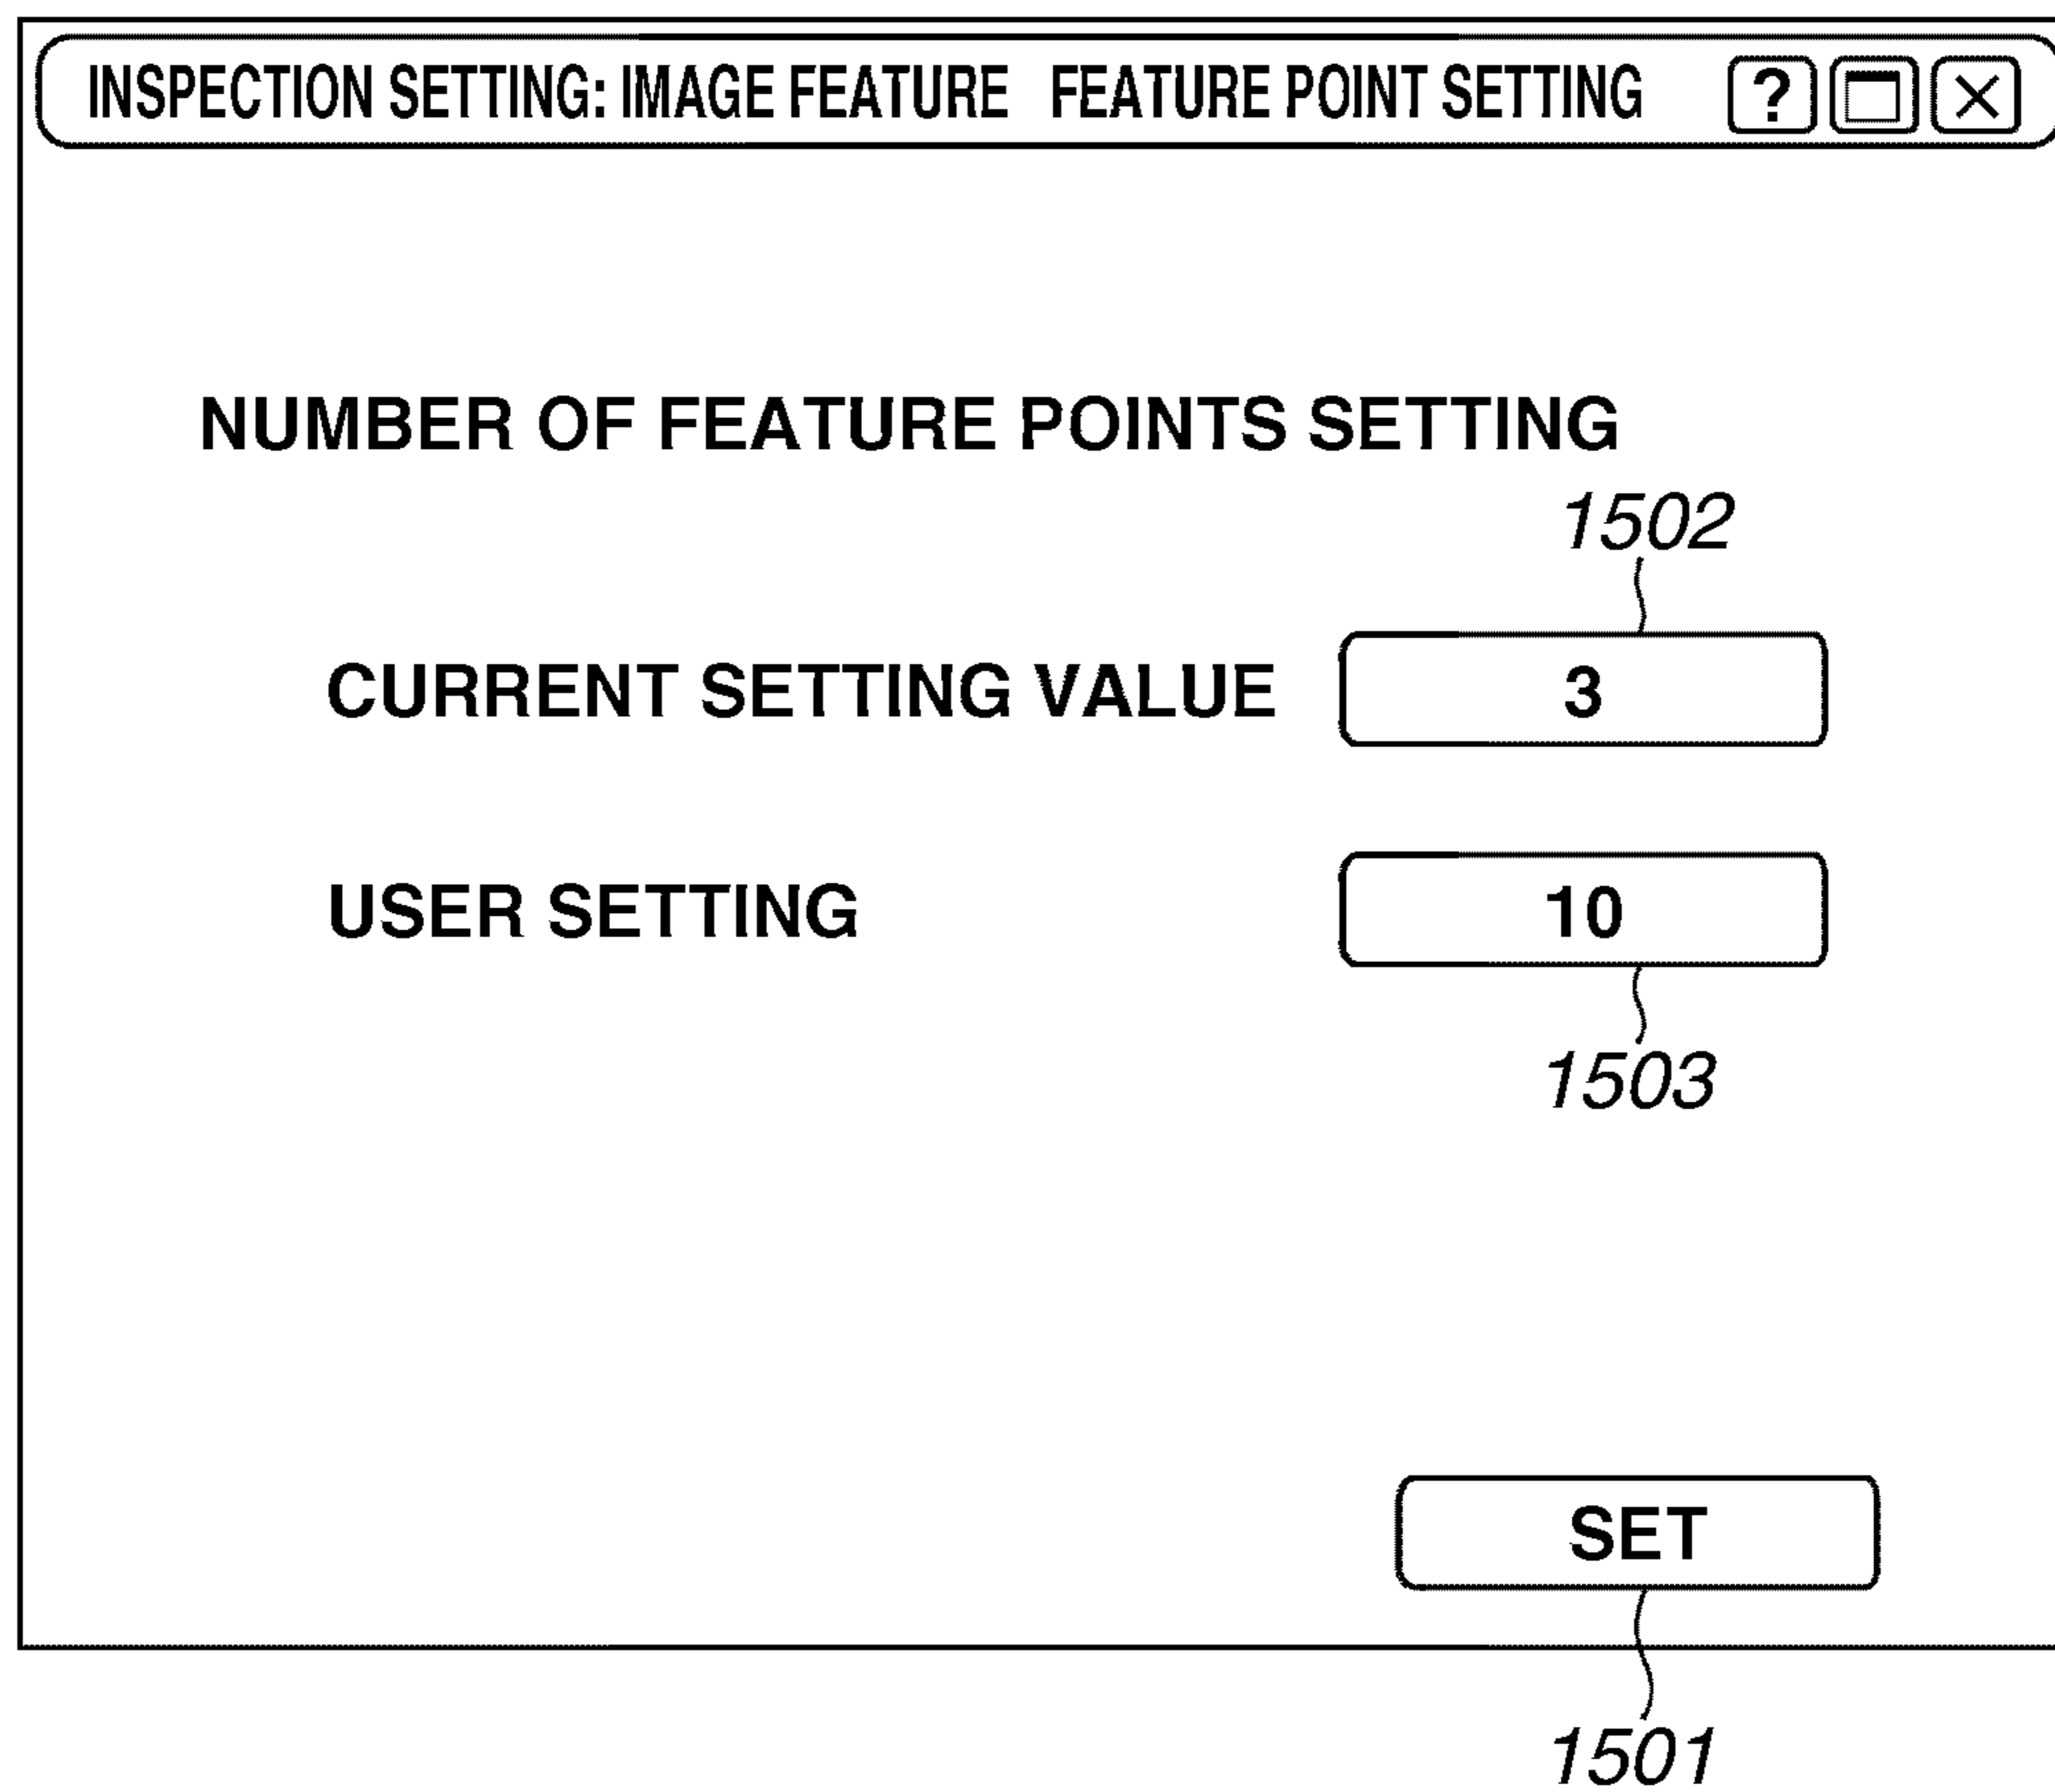 INSPECTION SETTING: IMAGE FEATURE FEATURE POINT SETTING ?
NUMBER OF FEATURE POINTS SETTING
1502
CURRENT SETTING VALUE 3
USER SETTING 10
1503
SET
1501